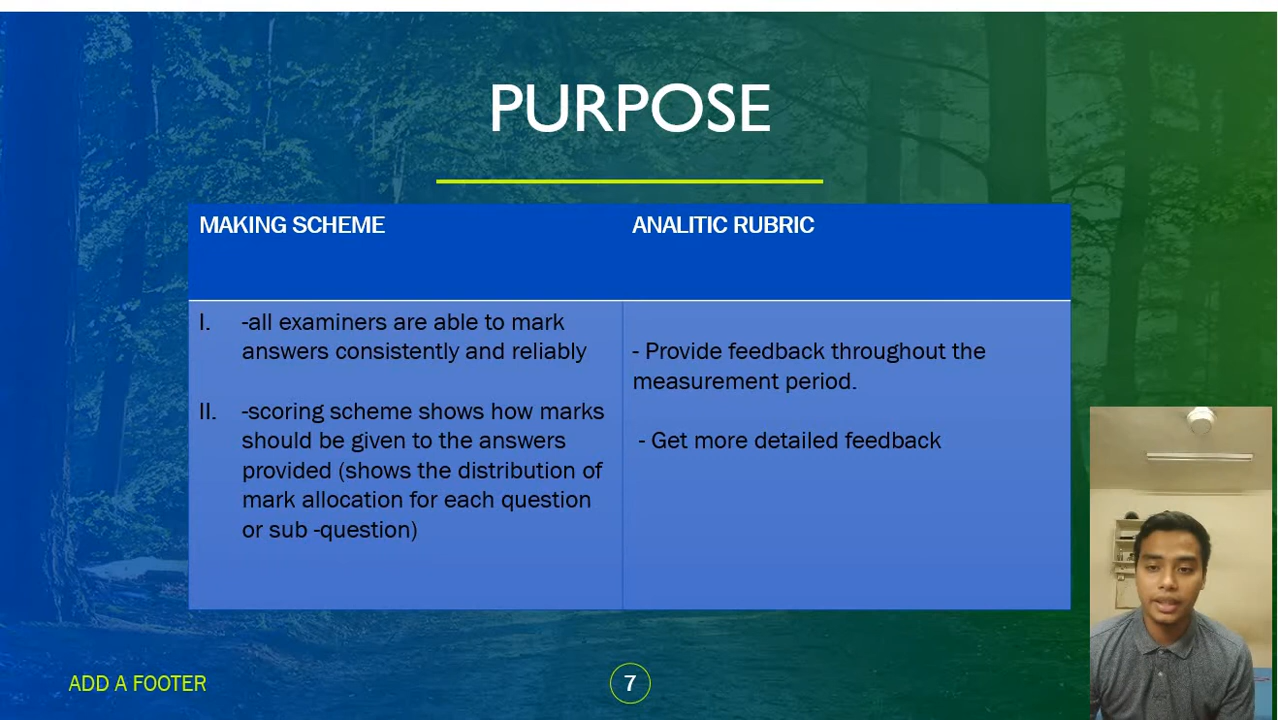 PURPOSE
MAKING SCHEME
ANALITIC RUBRIC
I. -all examiners are able to mark
answers consistently and reliably
II. -scoring scheme shows how marks
should be given to the answers
provided (shows the distribution of
mark allocation for each question
or sub -question)
- Provide feedback throughout the
measurement period.
- Get more detailed feedback
ADD A FOOTER
7